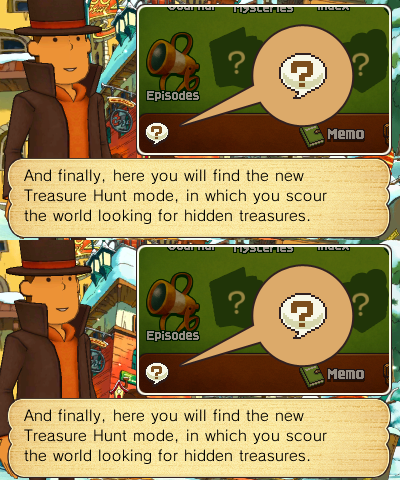 Journal Mysteries Index
?
?
?
Episodes
?
Memo
And finally, here you will find the new
Treasure Hunt mode, in which you scour
the world looking for hidden treasures.
Journal Mysteries Index
?
?
?
Episodes
?
Memo
And finally, here you will find the new
Treasure Hunt mode, in which you scour
the world looking for hidden treasures.